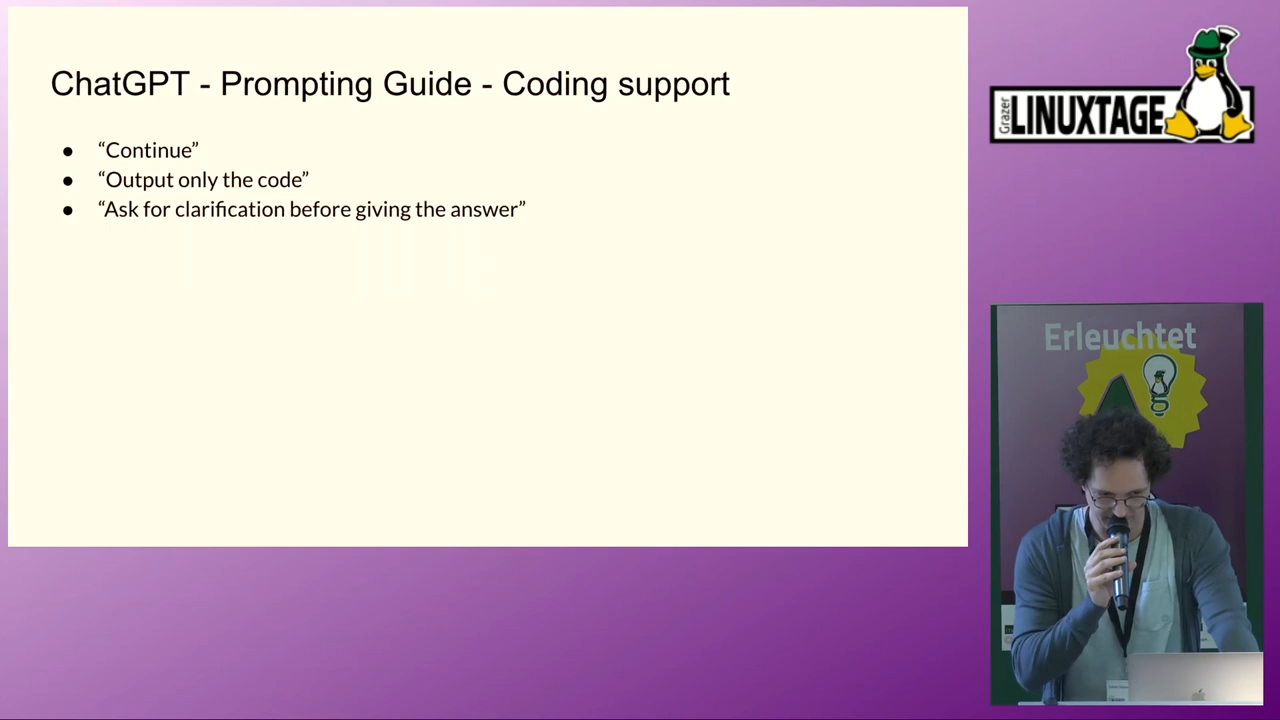 ChatGPT - Prompting Guide - Coding support
● “Continue”
● “Output only the code”
● “Ask for clarification before giving the answer”
Grazer
LINUXTAGE
Erleuchtet